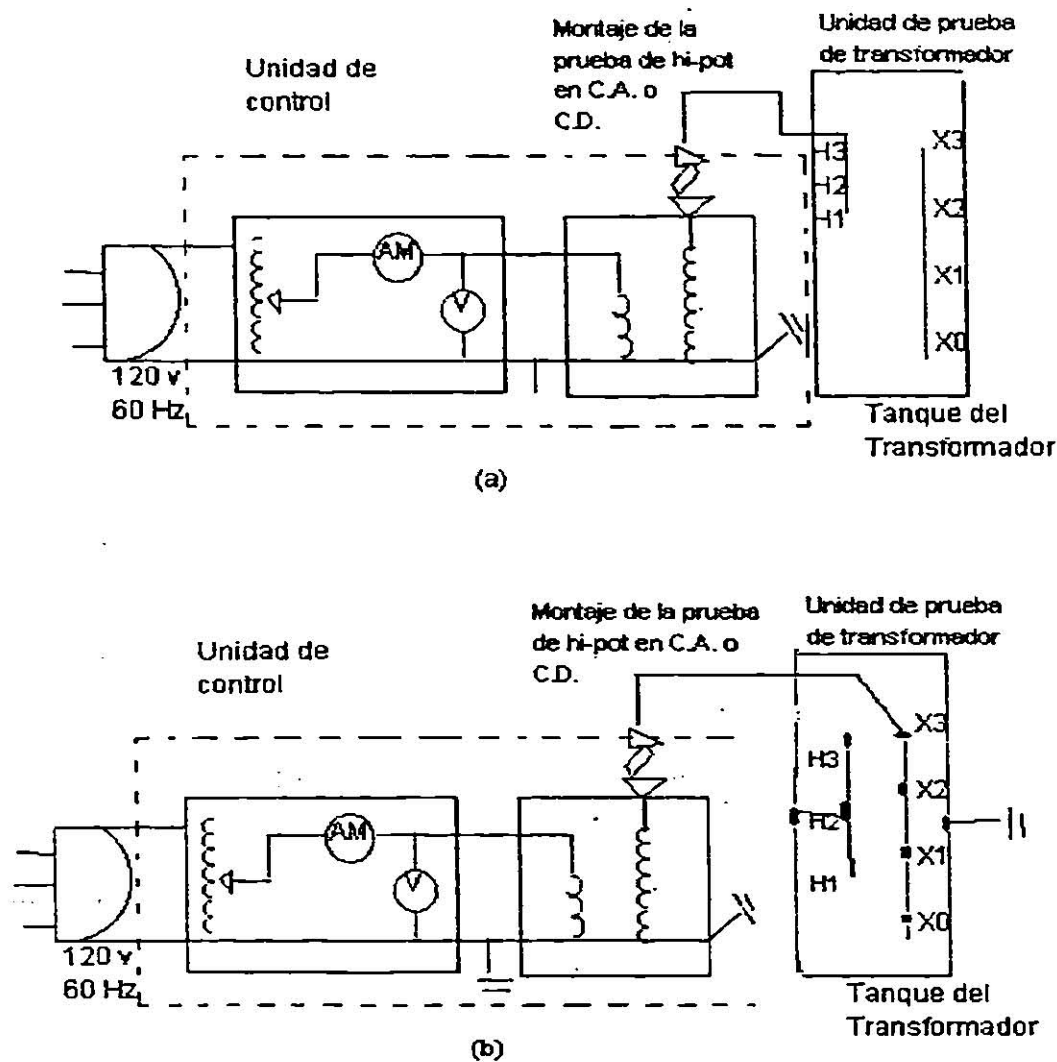 Unidad de
control
Montaje de la
prueba de hi-pot
en C.A. o
C.D.
Unidad de prueba
de transformador
H3
H2
H1
X3
X2
X1
X0
AM
V
120 v
60 Hz
Tanque del
Transformador
(a)
Unidad de
control
Montaje de la prueba
de hi-pot en C.A. o
C.D.
Unidad de prueba
de transformador
H3
H2
H1
X3
X2
X1
X0
AM
V
120 v
60 Hz
Tanque del
Transformador
(b)